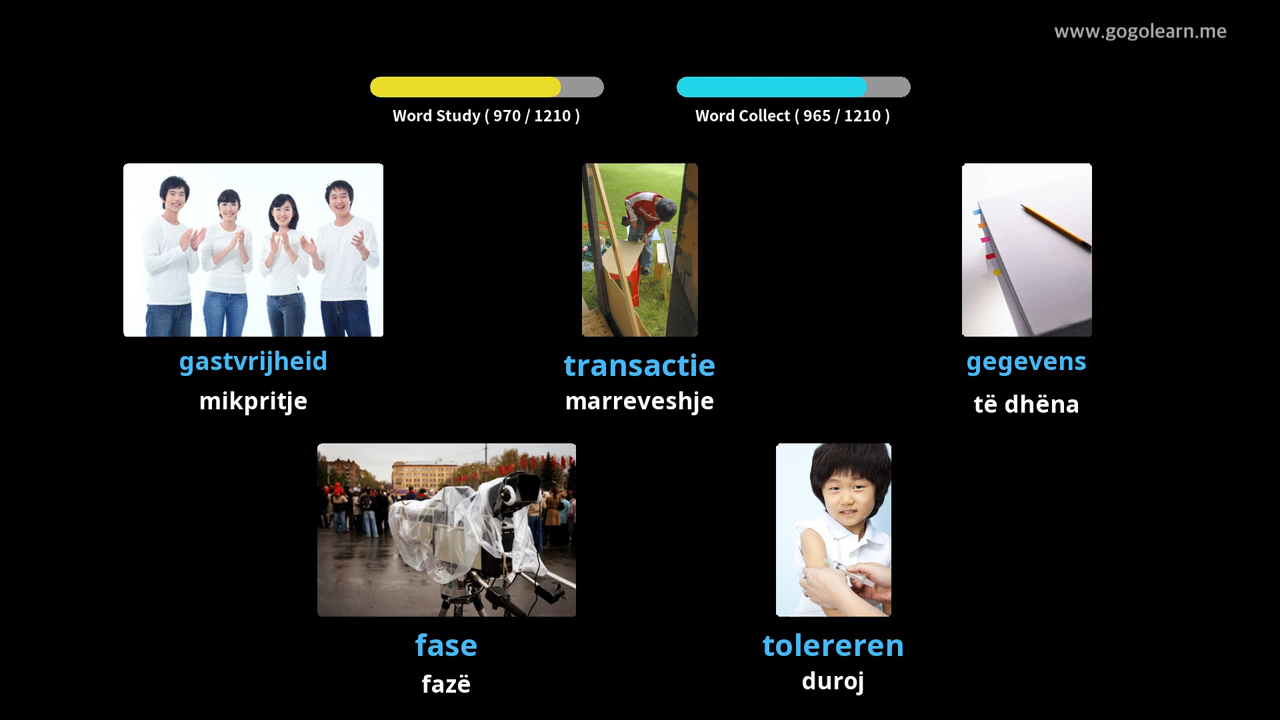 www.gogolearn.me
Word Study ( 970 / 1210 )
Word Collect ( 965 / 1210 )
gastvrijheid
mikpritje
transactie
marreveshje
gegevens
të dhëna
fase
fazë
tolereren
duroj